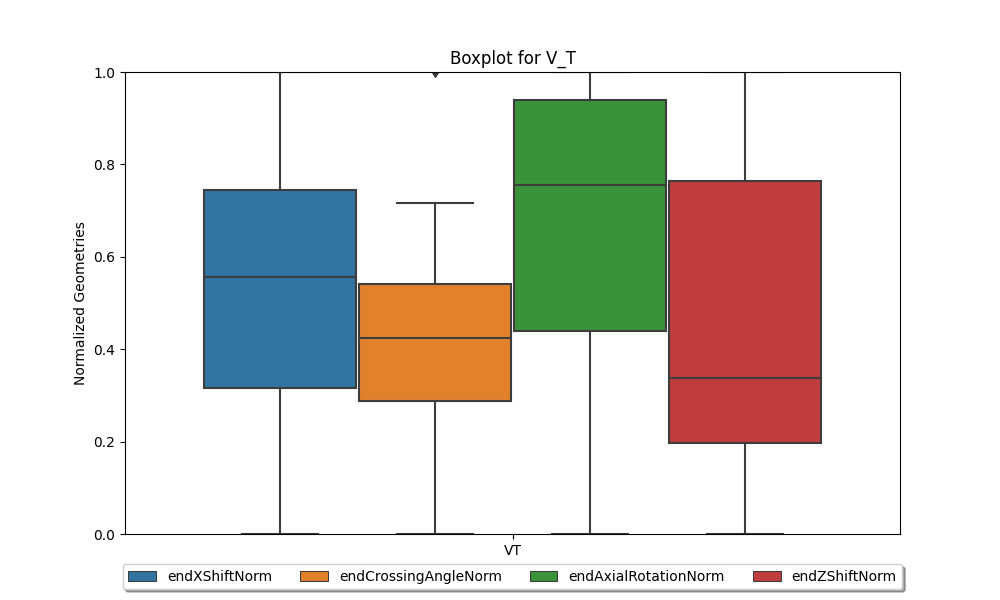 Boxplot for V_T
Normalized Geometries
1.0
0.8
0.6
0.4
0.2
0.0
VT
endXShiftNorm endCrossingAngleNorm endAxialRotationNorm endZShiftNorm